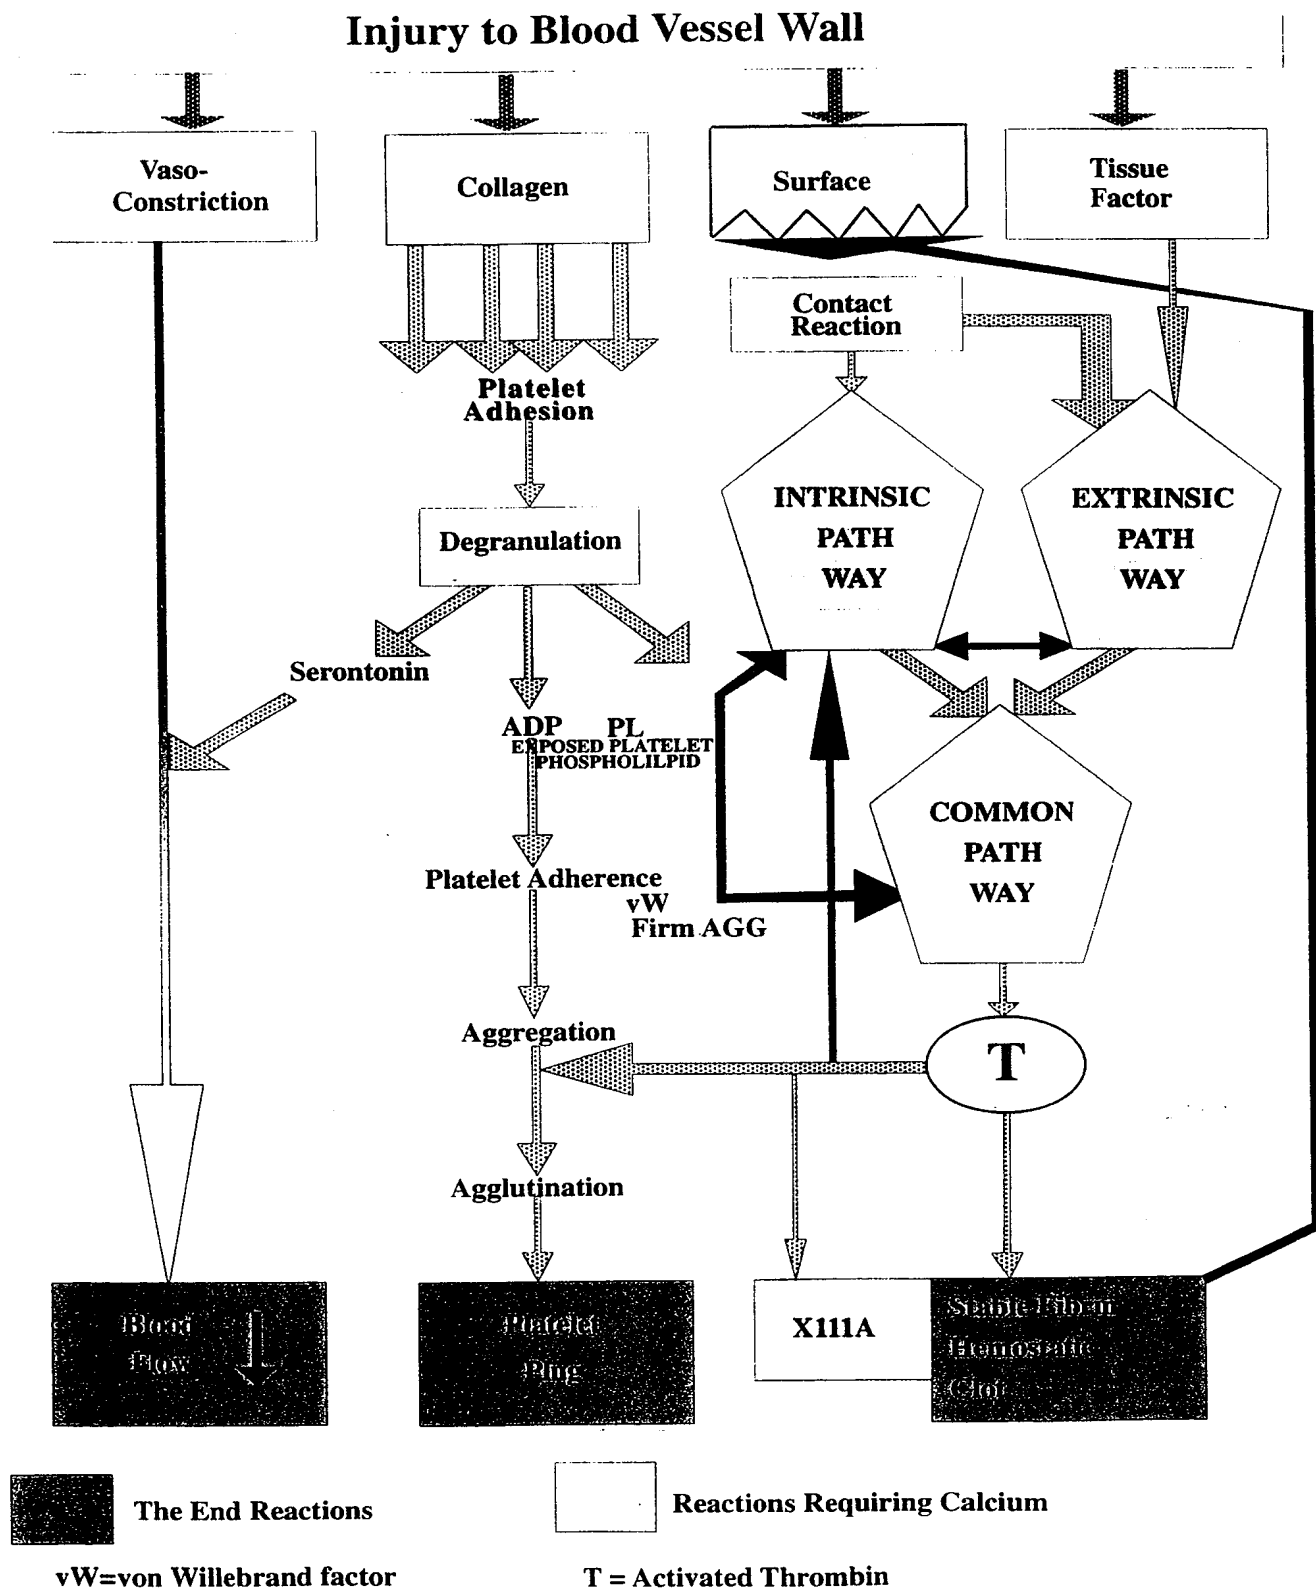 Injury to Blood Vessel Wall
Vaso-
Constriction
Collagen
Surface
Tissue
Factor
Contact
Reaction
Platelet
Adhesion
INTRINSIC
PATH
WAY
EXTRINSIC
PATH
WAY
Degranulation
Serontonin
ADP PL
EXPOSED PLATELET
PHOSPHOLILPID
COMMON
PATH
WAY
Platelet Adherence
vW
Firm AGG
Aggregation
T
Agglutination
Blood
Flow
Platelet
Plug
X111A
Stable Fibrin
Hemostatic
Clot
The End Reactions
Reactions Requiring Calcium
vW=von Willebrand factor
T = Activated Thrombin